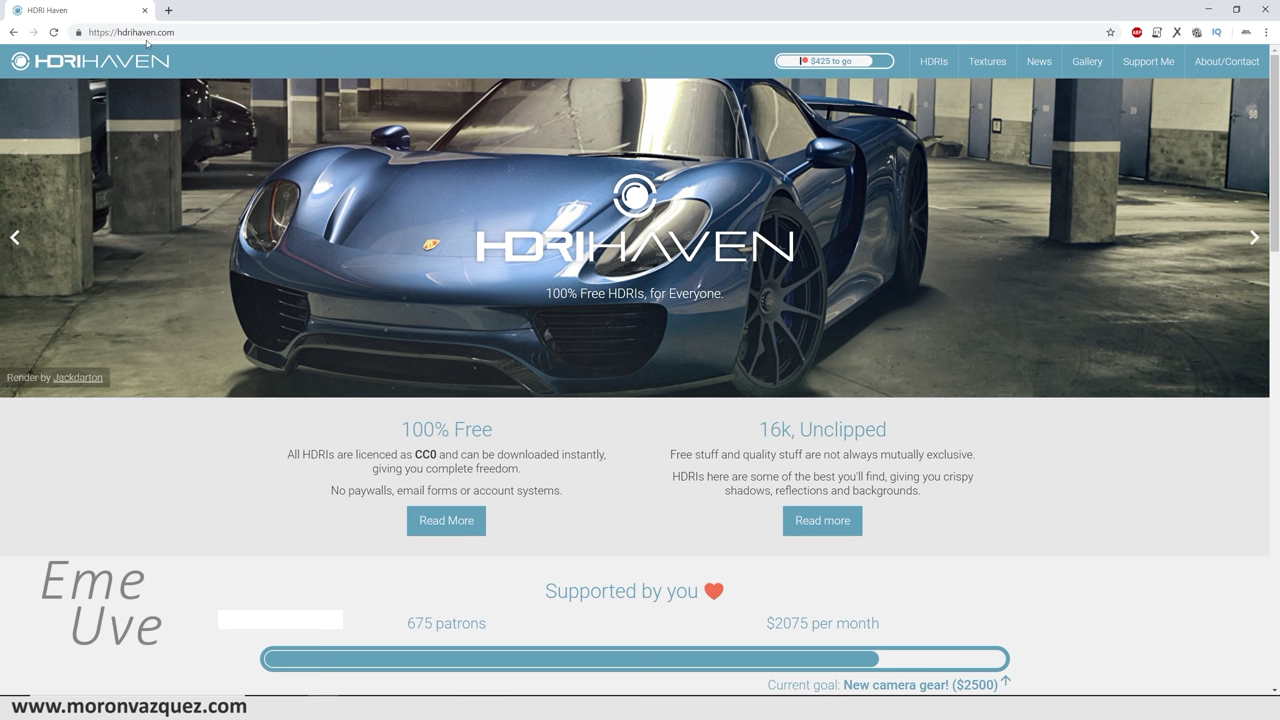 HDRI Haven
https://hdrihaven.com
ABP
IQ
HDRIHAVEN
$425 to go
HDRIs
Textures
News
Gallery
Support Me
About/Contact
98
HDRIHAVEN
100% Free HDRIs, for Everyone.
Render by Jackdarton
100% Free
All HDRIs are licenced as CC0 and can be downloaded instantly,
giving you complete freedom.
No paywalls, email forms or account systems.
Read More
16k, Unclipped
Free stuff and quality stuff are not always mutually exclusive.
HDRIs here are some of the best you'll find, giving you crispy
shadows, reflections and backgrounds.
Read more
Eme
Uve
Supported by you
675 patrons
$2075 per month
Current goal: New camera gear! ($2500)
www.moronvazquez.com